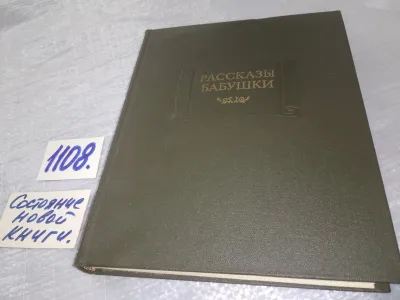 РАССКАЗЫ
БАБУШКИ
1108.
Состояние
новой
книги.